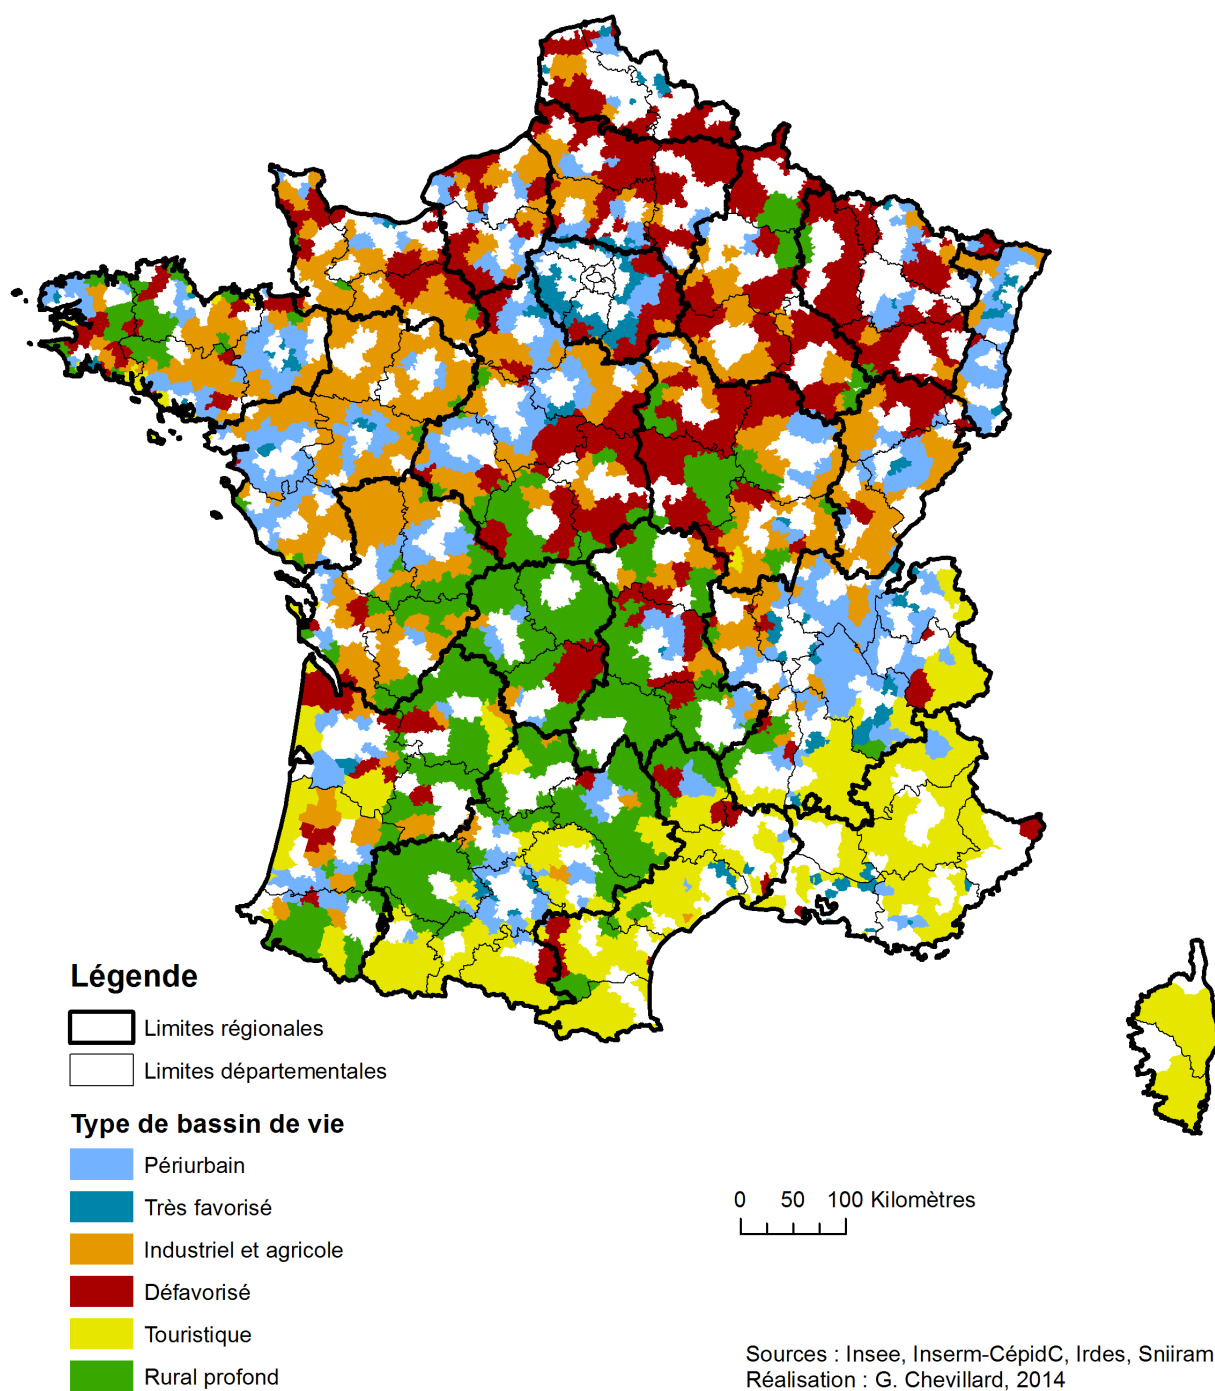 Légende
Limites régionales
Limites départementales
Type de bassin de vie
Périurbain
Très favorisé
Industriel et agricole
Défavorisé
Touristique
Rural profond
0 50 100 Kilomètres
Sources : Insee, Inserm-CépidC, Irdes, Sniiram
Réalisation : G. Chevillard, 2014